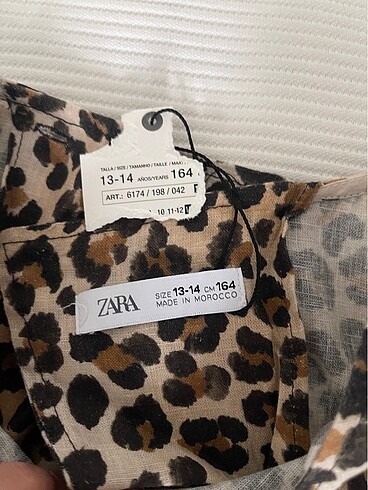 TALLA / SIZE / TAMANHO / TAILLE /
13-14 AÑOS/YEARS 164
ART.: 6174 / 198 / 042
10 11-12
ZARA
SIZE 13-14 CM 164
MADE IN MOROCCO